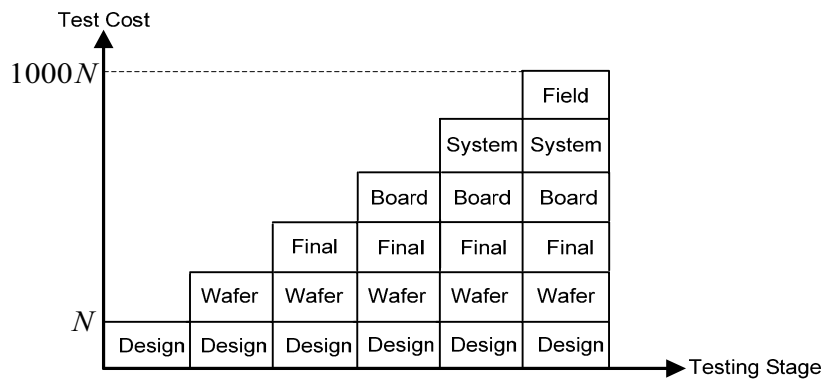 Test Cost
1000N
Field
System System
Board Board Board
Final Final Final Final
Wafer Wafer Wafer Wafer Wafer
N
Design Design Design Design Design Design
Testing Stage